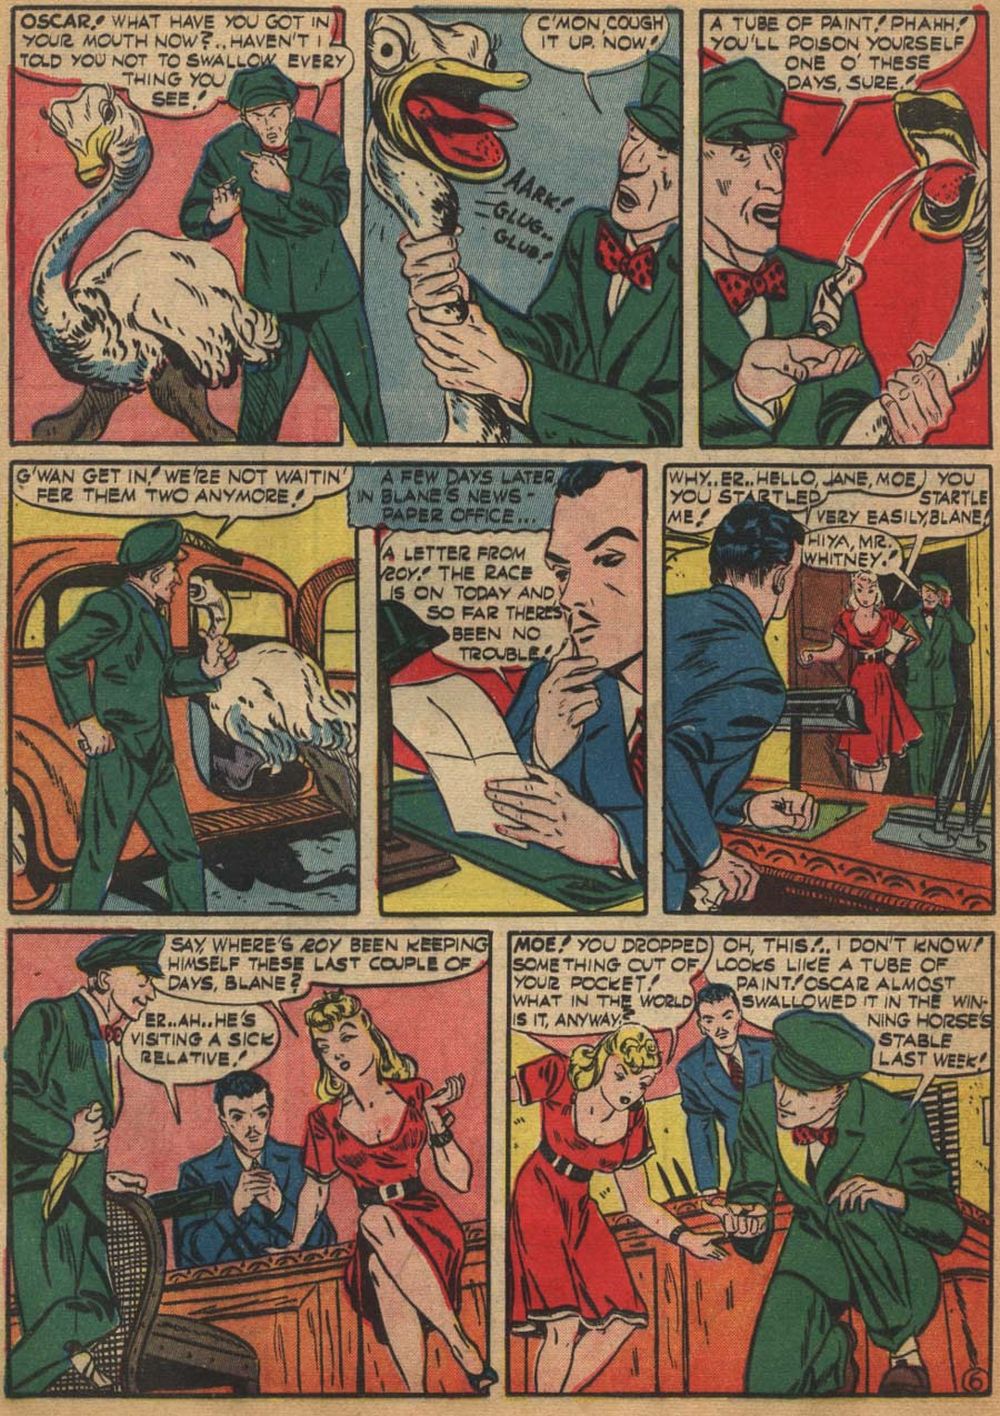 OSCAR! WHAT HAVE YOU GOT IN
YOUR MOUTH NOW?.. HAVEN'T I
TOLD YOU NOT TO SWALLOW EVERY
THING YOU
SEE!
C'MON, COUGH
IT UP. NOW!
AARK!
GLUG..
GLUB!
A TUBE OF PAINT! PHAHH!
YOU'LL POISON YOURSELF
ONE O' THESE
DAYS, SURE!
G'WAN GET IN! WE'RE NOT WAITIN'
FER THEM TWO ANYMORE!
A FEW DAYS LATER
IN BLANE'S NEWS-
PAPER OFFICE...
A LETTER FROM
ROY! THE RACE
IS ON TODAY AND
SO FAR THERES
BEEN NO
TROUBLE!
WHY..ER..HELLO, JANE, MOE!
YOU STARTLED
ME!
YOU
STARTLE
VERY EASILY, BLANE!
HIYA, MR.
WHITNEY!
SAY, WHERE'S ROY BEEN KEEPING
HIMSELF THESE LAST COUPLE OF
DAYS, BLANE?
ER..AH..HE'S
VISITING A SICK
RELATIVE!
MOE! YOU DROPPED
SOMETHING OUT OF
YOUR POCKET!
WHAT IN THE WORLD
IS IT, ANYWAY?
OH, THIS!.. I DON'T KNOW!
LOOKS LIKE A TUBE OF
PAINT! OSCAR ALMOST
SWALLOWED IT IN THE WIN-
NING HORSE'S
STABLE
LAST WEEK!
6